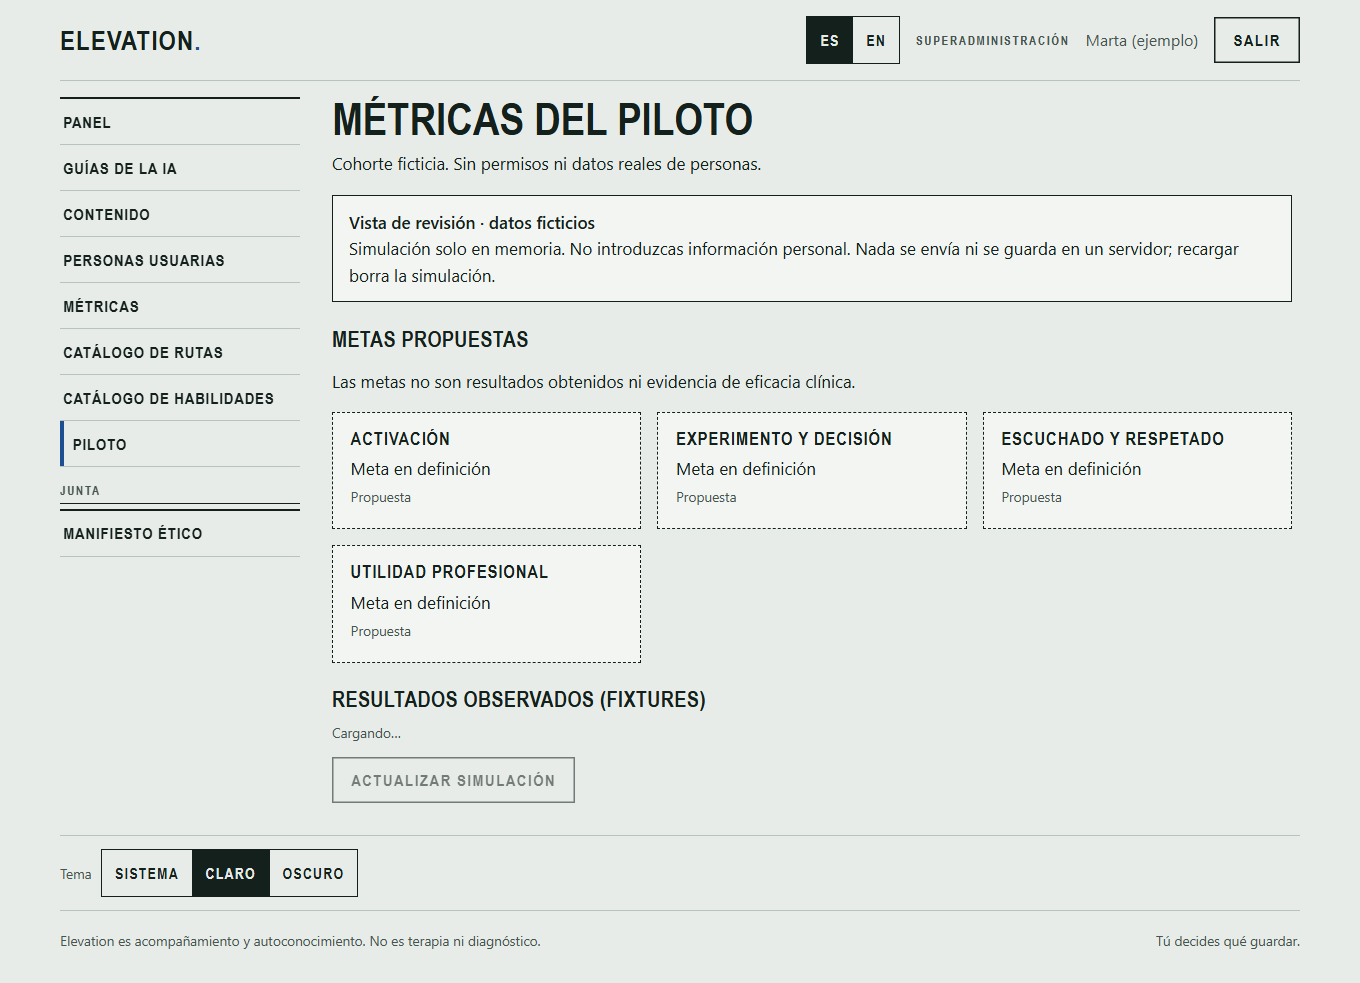 ELEVATION.
ES
EN
SUPERADMINISTRACIÓN
Marta (ejemplo)
SALIR
PANEL
GUÍAS DE LA IA
CONTENIDO
PERSONAS USUARIAS
MÉTRICAS
CATÁLOGO DE RUTAS
CATÁLOGO DE HABILIDADES
PILOTO
JUNTA
MANIFIESTO ÉTICO
MÉTRICAS DEL PILOTO
Cohorte ficticia. Sin permisos ni datos reales de personas.
Vista de revisión · datos ficticios
Simulación solo en memoria. No introduzcas información personal. Nada se envía ni se guarda en un servidor; recargar
borra la simulación.
METAS PROPUESTAS
Las metas no son resultados obtenidos ni evidencia de eficacia clínica.
ACTIVACIÓN
Meta en definición
Propuesta
EXPERIMENTO Y DECISIÓN
Meta en definición
Propuesta
ESCUCHADO Y RESPETADO
Meta en definición
Propuesta
UTILIDAD PROFESIONAL
Meta en definición
Propuesta
RESULTADOS OBSERVADOS (FIXTURES)
Cargando...
ACTUALIZAR SIMULACIÓN
Tema
SISTEMA
CLARO
OSCURO
Elevation es acompañamiento y autoconocimiento. No es terapia ni diagnóstico.
Tú decides qué guardar.